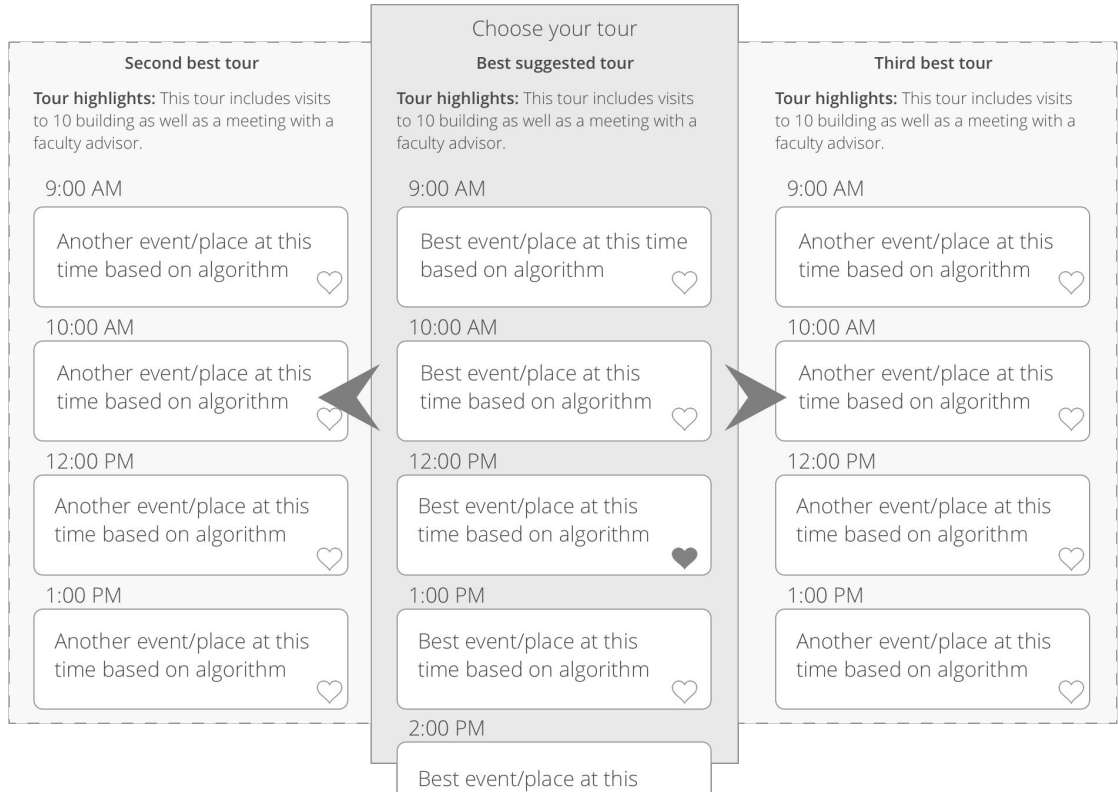 Choose your tour
Second best tour
Tour highlights: This tour includes visits
to 10 building as well as a meeting with a
faculty advisor.
9:00 AM
Another event/place at this
time based on algorithm
10:00 AM
Another event/place at this
time based on algorithm
12:00 PM
Another event/place at this
time based on algorithm
1:00 PM
Another event/place at this
time based on algorithm
Best suggested tour
Tour highlights: This tour includes visits
to 10 building as well as a meeting with a
faculty advisor.
9:00 AM
Best event/place at this time
based on algorithm
10:00 AM
Best event/place at this
time based on algorithm
12:00 PM
Best event/place at this
time based on algorithm
1:00 PM
Best event/place at this
time based on algorithm
2:00 PM
Best event/place at this
Third best tour
Tour highlights: This tour includes visits
to 10 building as well as a meeting with a
faculty advisor.
9:00 AM
Another event/place at this
time based on algorithm
10:00 AM
Another event/place at this
time based on algorithm
12:00 PM
Another event/place at this
time based on algorithm
1:00 PM
Another event/place at this
time based on algorithm